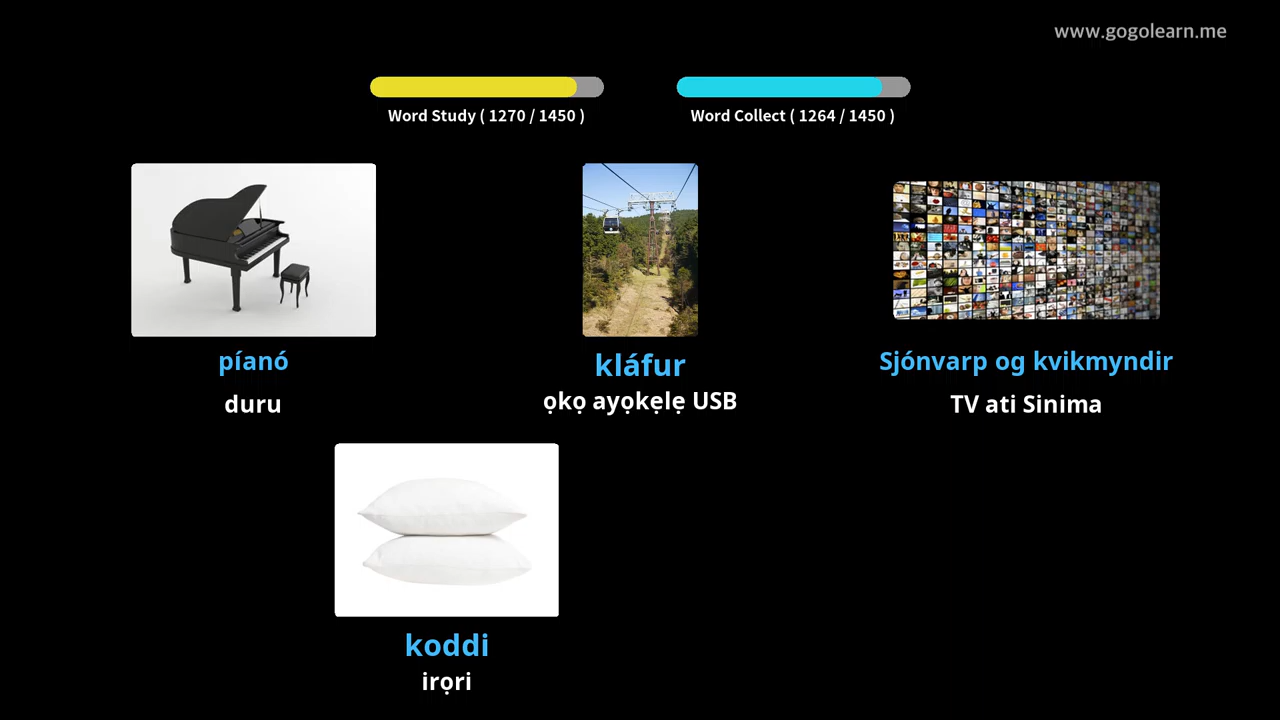 www.gogolearn.me
Word Study ( 1270 / 1450 )
Word Collect ( 1264 / 1450 )
píanó
kláfur
Sjónvarp og kvikmyndir
duru
ọkọ ayọkẹlẹ USB
TV ati Sinima
koddi
irọri